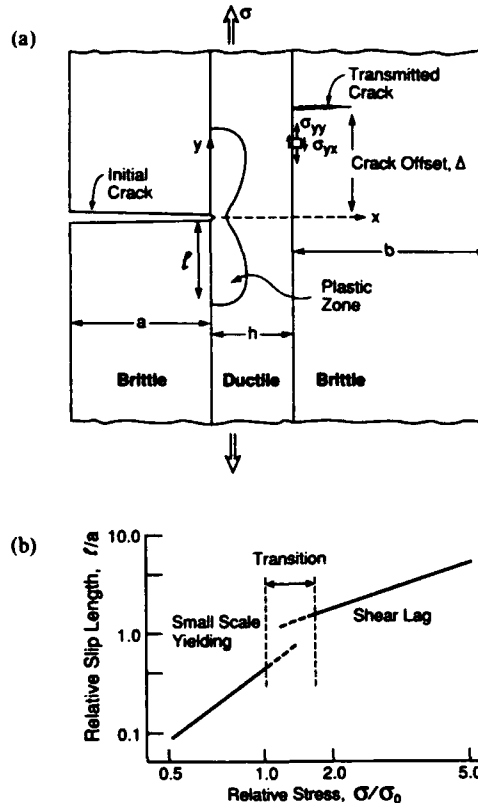 (a)
σ
Transmitted
Crack
σyy
σyx
Crack Offset, Δ
y
Initial
Crack
x
b
ℓ
Plastic
Zone
a
h
Brittle
Ductile
Brittle
(b)
Relative Slip Length, ℓ/a
10.0
1.0
0.1
Transition
Small Scale
Yielding
Shear Lag
0.5
1.0
2.0
5.0
Relative Stress, σ/σ0